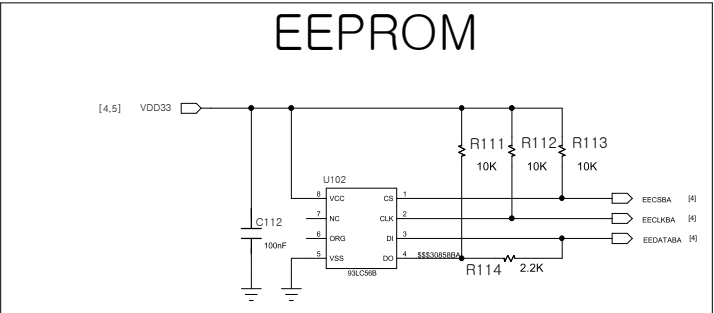 EEPROM
[4,5] VDD33
R111 R112 R113
10K 10K 10K
U102
8 VCC CS 1 EECSBA [4]
7 NC CLK 2 EECLKBA [4]
C112
100nF
6 ORG DI 3 EEDATABA [4]
5 VSS DO 4 $$$30858BA
R114 2.2K
93LC56B